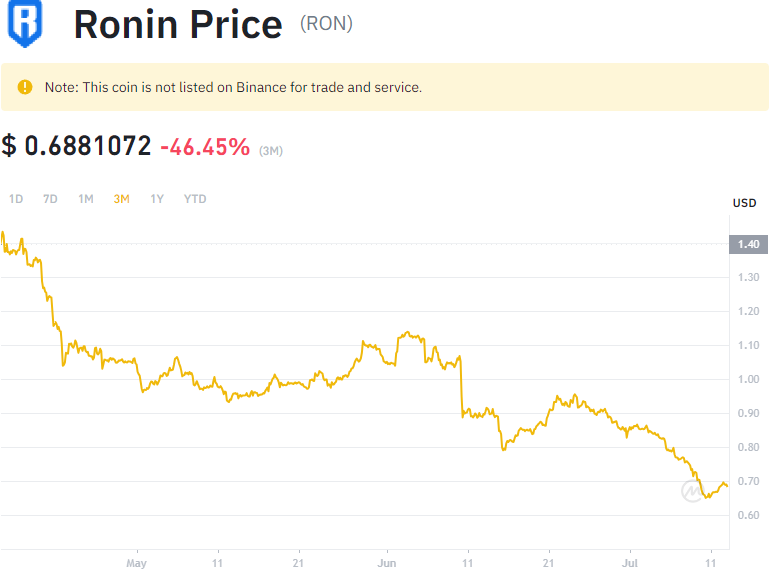 Ronin Price (RON)
Note: This coin is not listed on Binance for trade and service.
$ 0.6881072 -46.45% (3M)
1D 7D 1M 3M 1Y YTD
USD
1.40
1.30
1.20
1.10
1.00
0.90
0.80
0.70
0.60
May 11 21 Jun 11 21 Jul 11